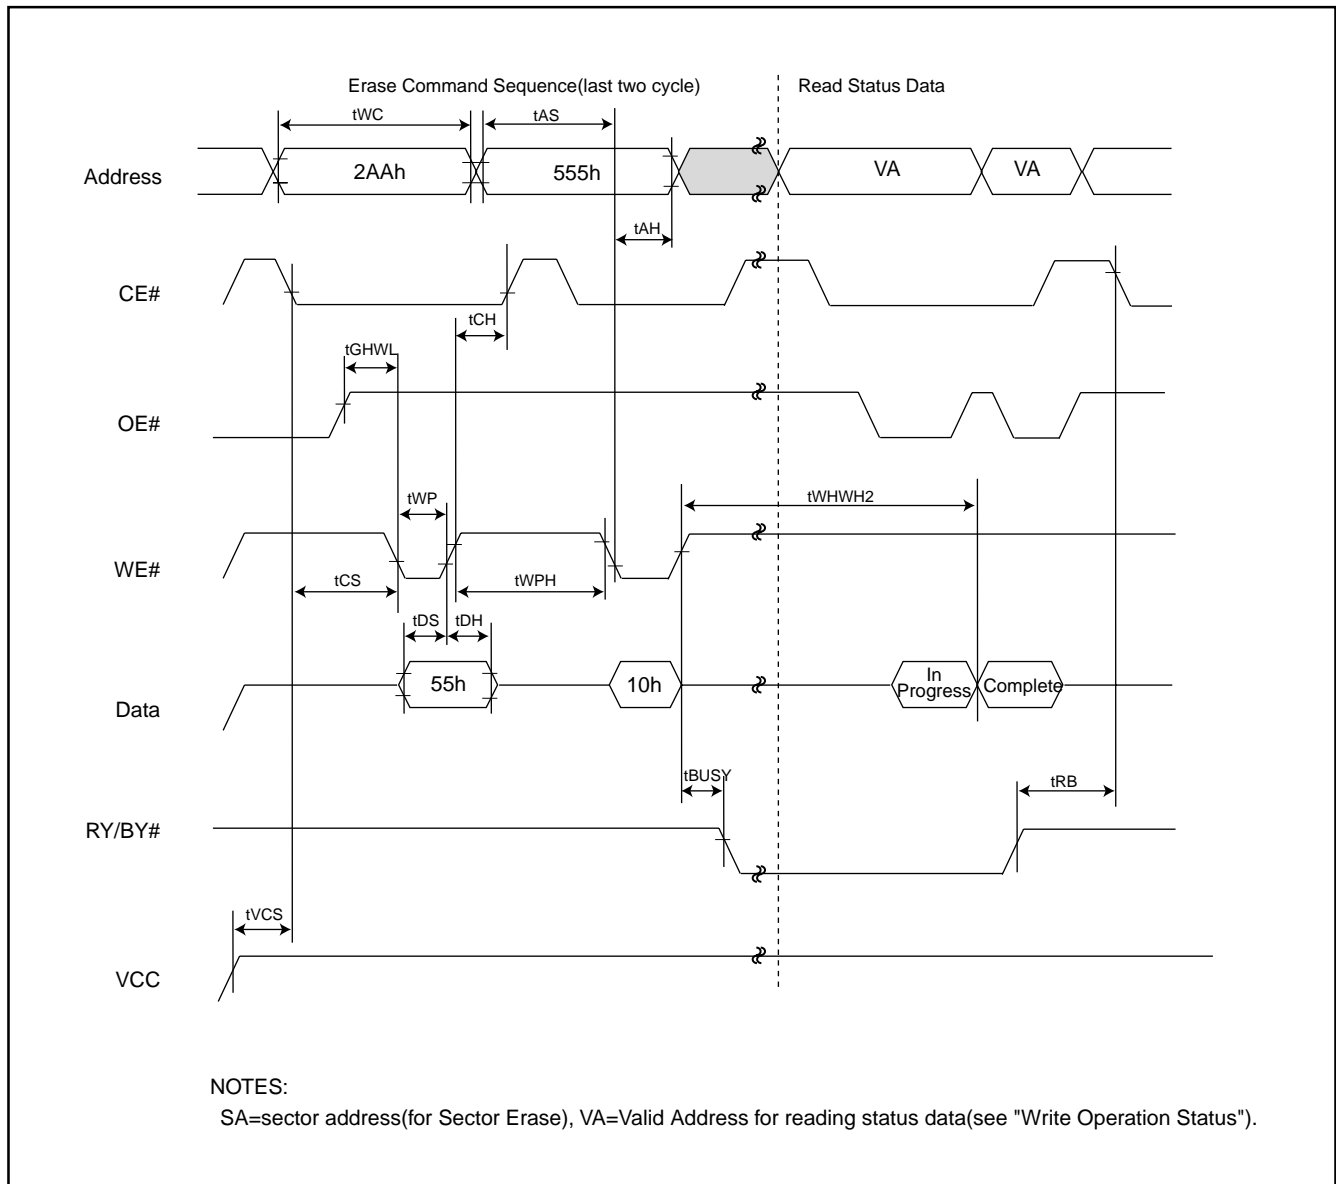 Erase Command Sequence(last two cycle)
Read Status Data
tWC
tAS
Address
2AAh
555h
VA
VA
tAH
CE#
tCH
tGHWL
OE#
tWP
tWHWH2
WE#
tCS
tWPH
tDS
tDH
Data
55h
10h
In
Progress
Complete
tBUSY
tRB
RY/BY#
tVCS
VCC
NOTES:
SA=sector address(for Sector Erase), VA=Valid Address for reading status data(see "Write Operation Status").